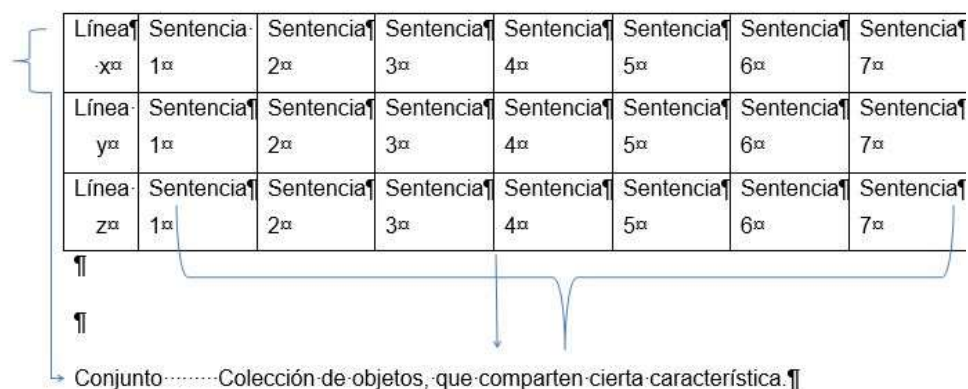 Línea¶ Sentencia· Sentencia¶ Sentencia¶ Sentencia¶ Sentencia¶ Sentencia¶ Sentencia¶
·x¤ 1¤ 2¤ 3¤ 4¤ 5¤ 6¤ 7¤
Línea· Sentencia¶ Sentencia¶ Sentencia¶ Sentencia¶ Sentencia¶ Sentencia¶ Sentencia¶
y¤ 1¤ 2¤ 3¤ 4¤ 5¤ 6¤ 7¤
Línea· Sentencia¶ Sentencia¶ Sentencia¶ Sentencia¶ Sentencia¶ Sentencia¶ Sentencia¶
z¤ 1¤ 2¤ 3¤ 4¤ 5¤ 6¤ 7¤
¶
¶
Conjunto·········Colección·de·objetos,·que·comparten·cierta·característica.¶